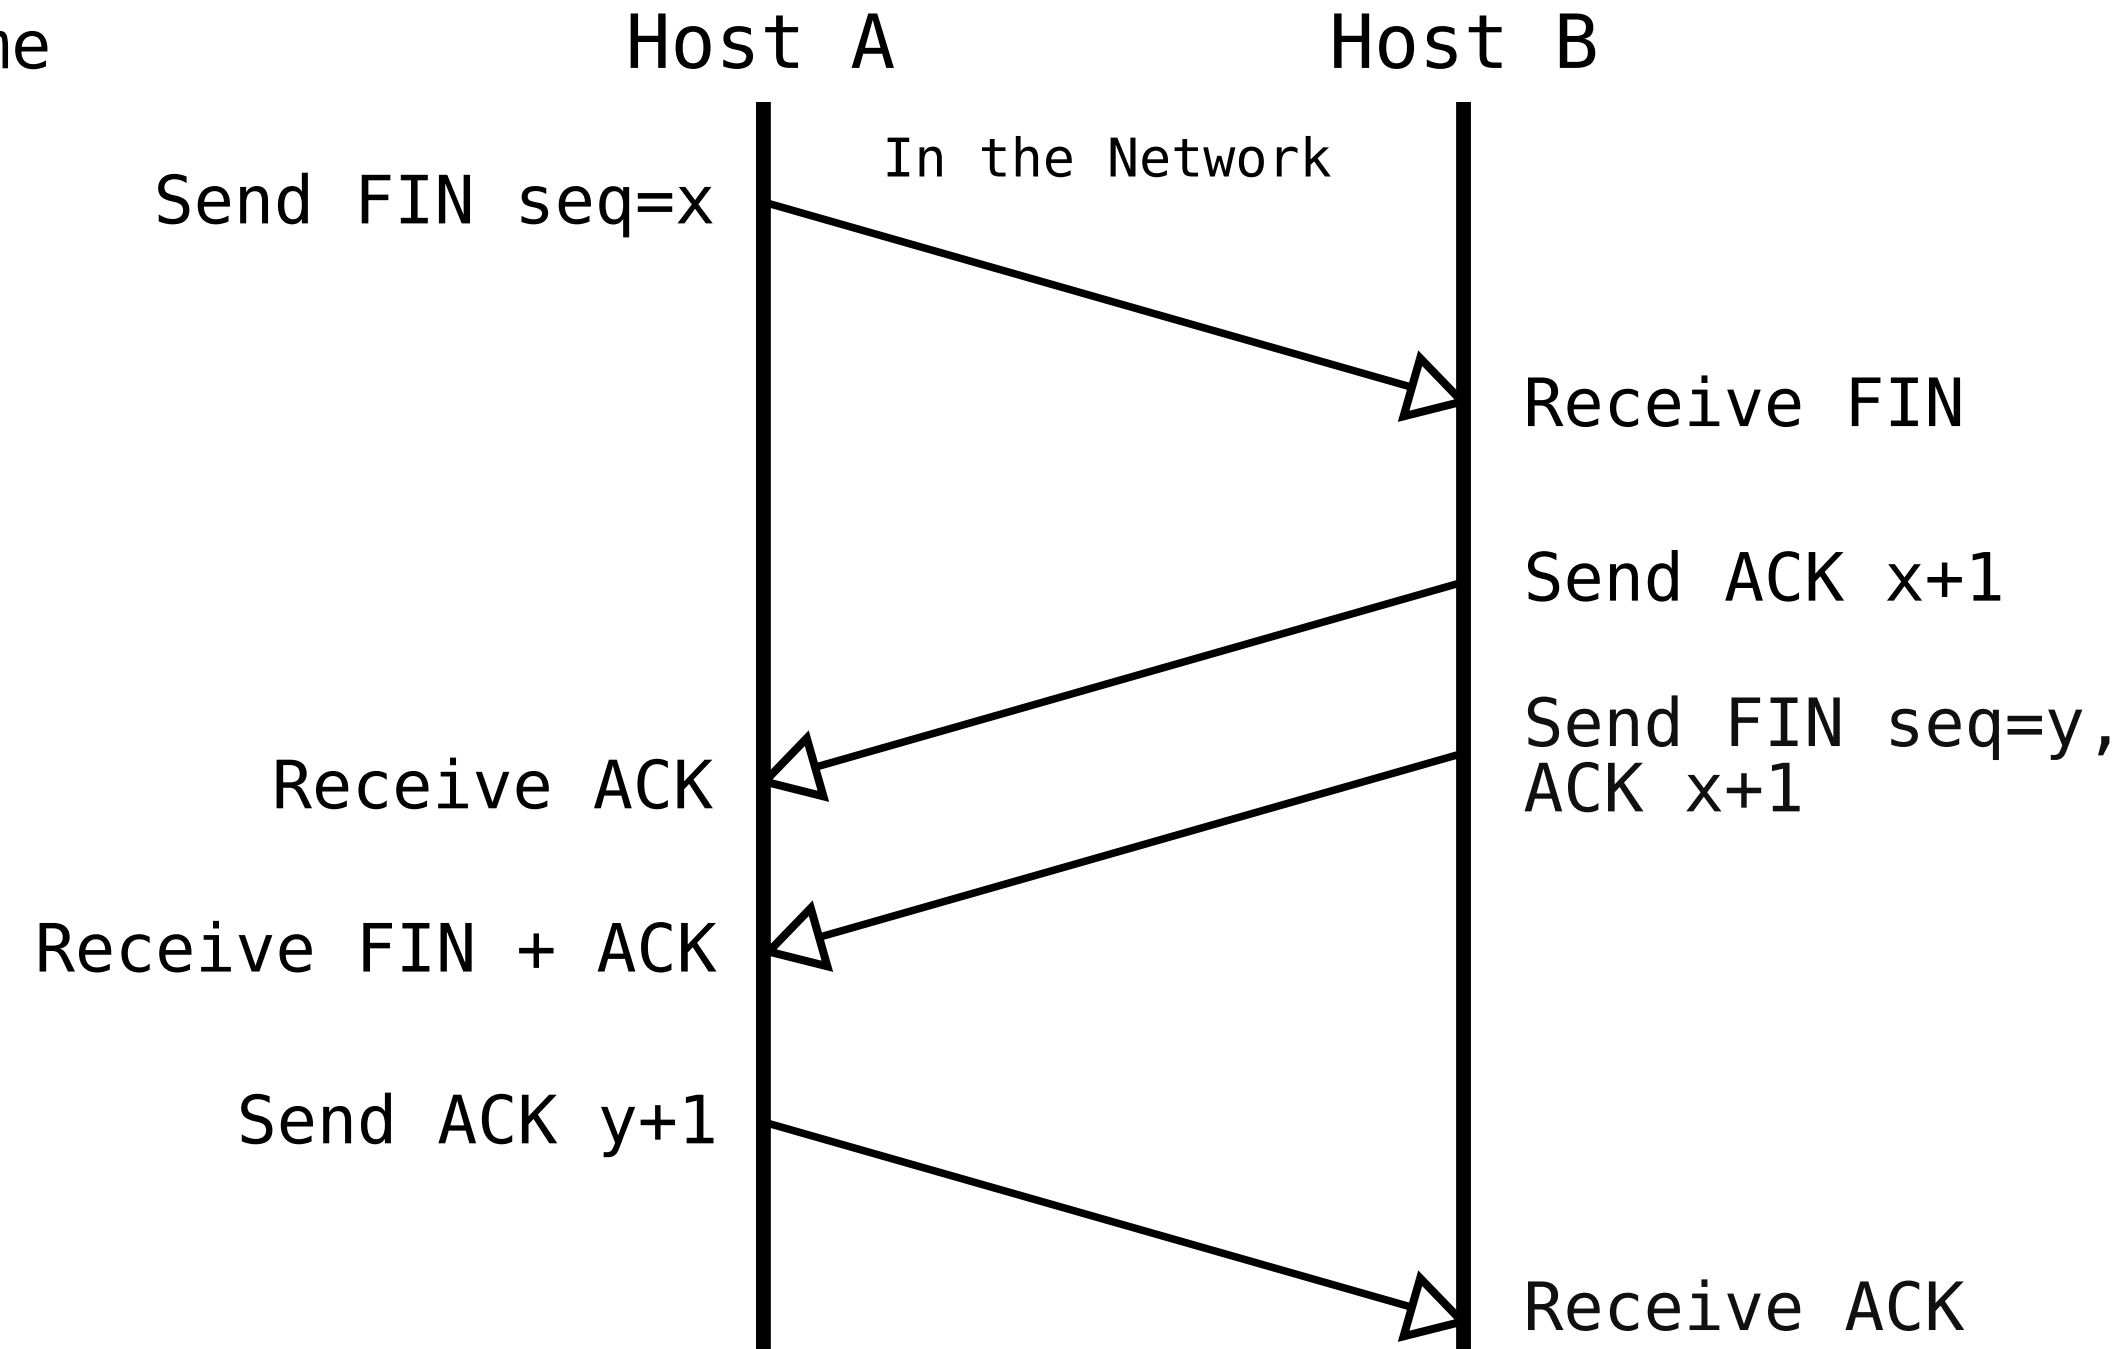 Host A
Host B
In the Network
Send FIN seq=x
Receive FIN
Send ACK x+1
Send FIN seq=y,
ACK x+1
Receive ACK
Receive FIN + ACK
Send ACK y+1
Receive ACK